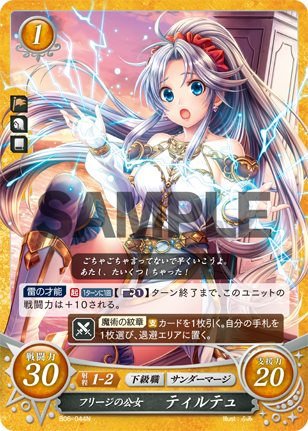 1
SAMPLE
ごちゃごちゃすってないで早くいこうよ。
あたし、たいくつしちゃった!
雷の才能 起 1ターンに1回 [1]ターン終了まで、このユニットの
戦闘力は+10される。
魔術の紋章 支 カードを1枚引く。自分の手札を
1枚選び、退避エリアに置く。
戦闘力
30
射程 1-2 下級職 サンダーマージ
支援力
20
フリージの公女 ティルテュ
B06-044N
Illust: